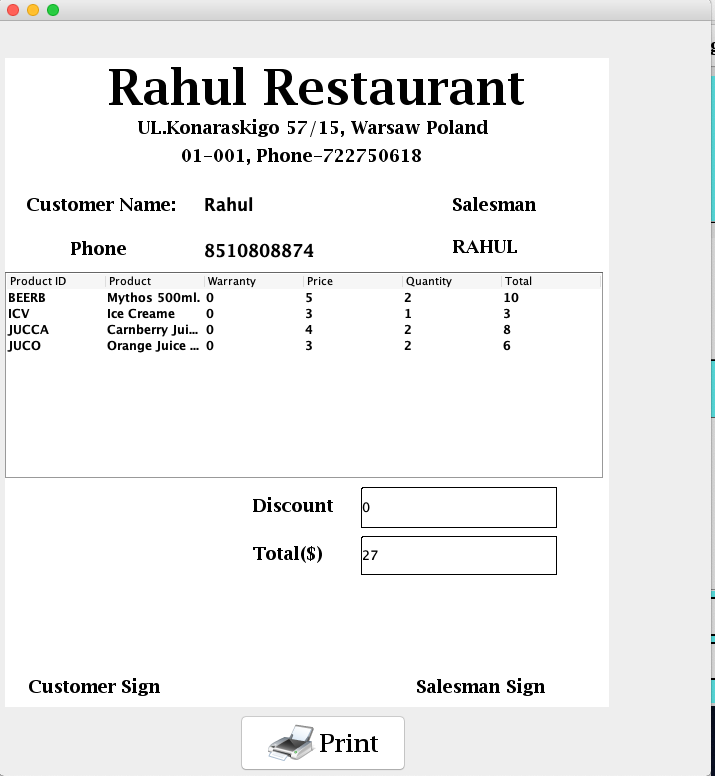 Rahul Restaurant
UL.Konaraskigo 57/15, Warsaw Poland
01-001, Phone-722750618
Customer Name: Rahul Salesman
Phone 8510808874 RAHUL
Product ID Product Warranty Price Quantity Total
BEERB Mythos 500ml. 0 5 2 10
ICV Ice Creame 0 3 1 3
JUCCA Carnberry Jui... 0 4 2 8
JUCO Orange Juice ... 0 3 2 6
Discount 0
Total($) 27
Customer Sign Salesman Sign
Print